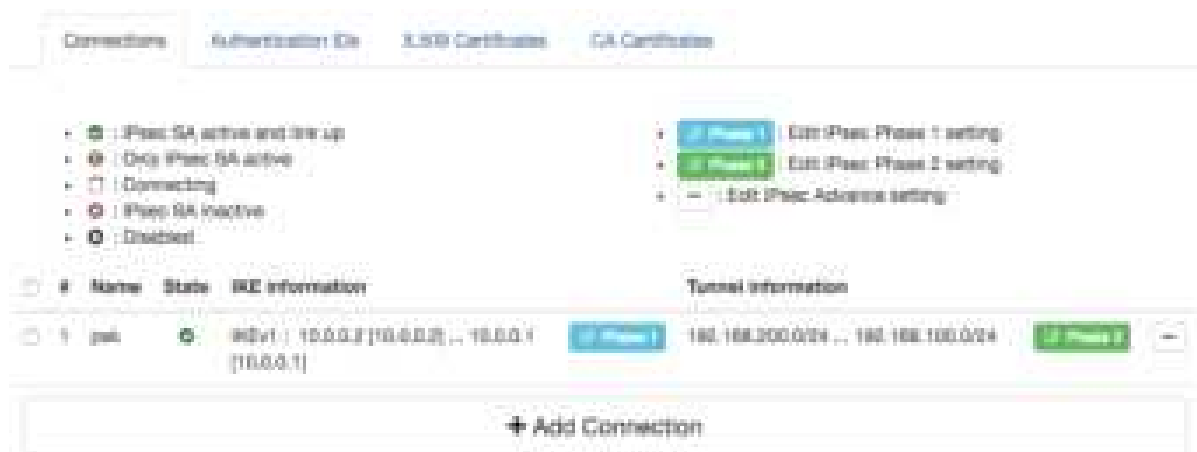 Connections Authentication IDs X.509 Certificates CA Certificates
: IPsec SA active and link up
: Only IPsec SA active
: Connecting
: IPsec SA inactive
: Disabled
Phase 1 : Edit IPsec Phase 1 setting
Phase 2 : Edit IPsec Phase 2 setting
... : Edit IPsec Advance setting
# Name State IKE information Tunnel information
1 psk IKEv1 : 10.0.0.2 [10.0.0.2] ... 10.0.0.1 Phase 1 192.168.200.0/24 ... 192.168.100.0/24 Phase 2 ...
[10.0.0.1]
+ Add Connection